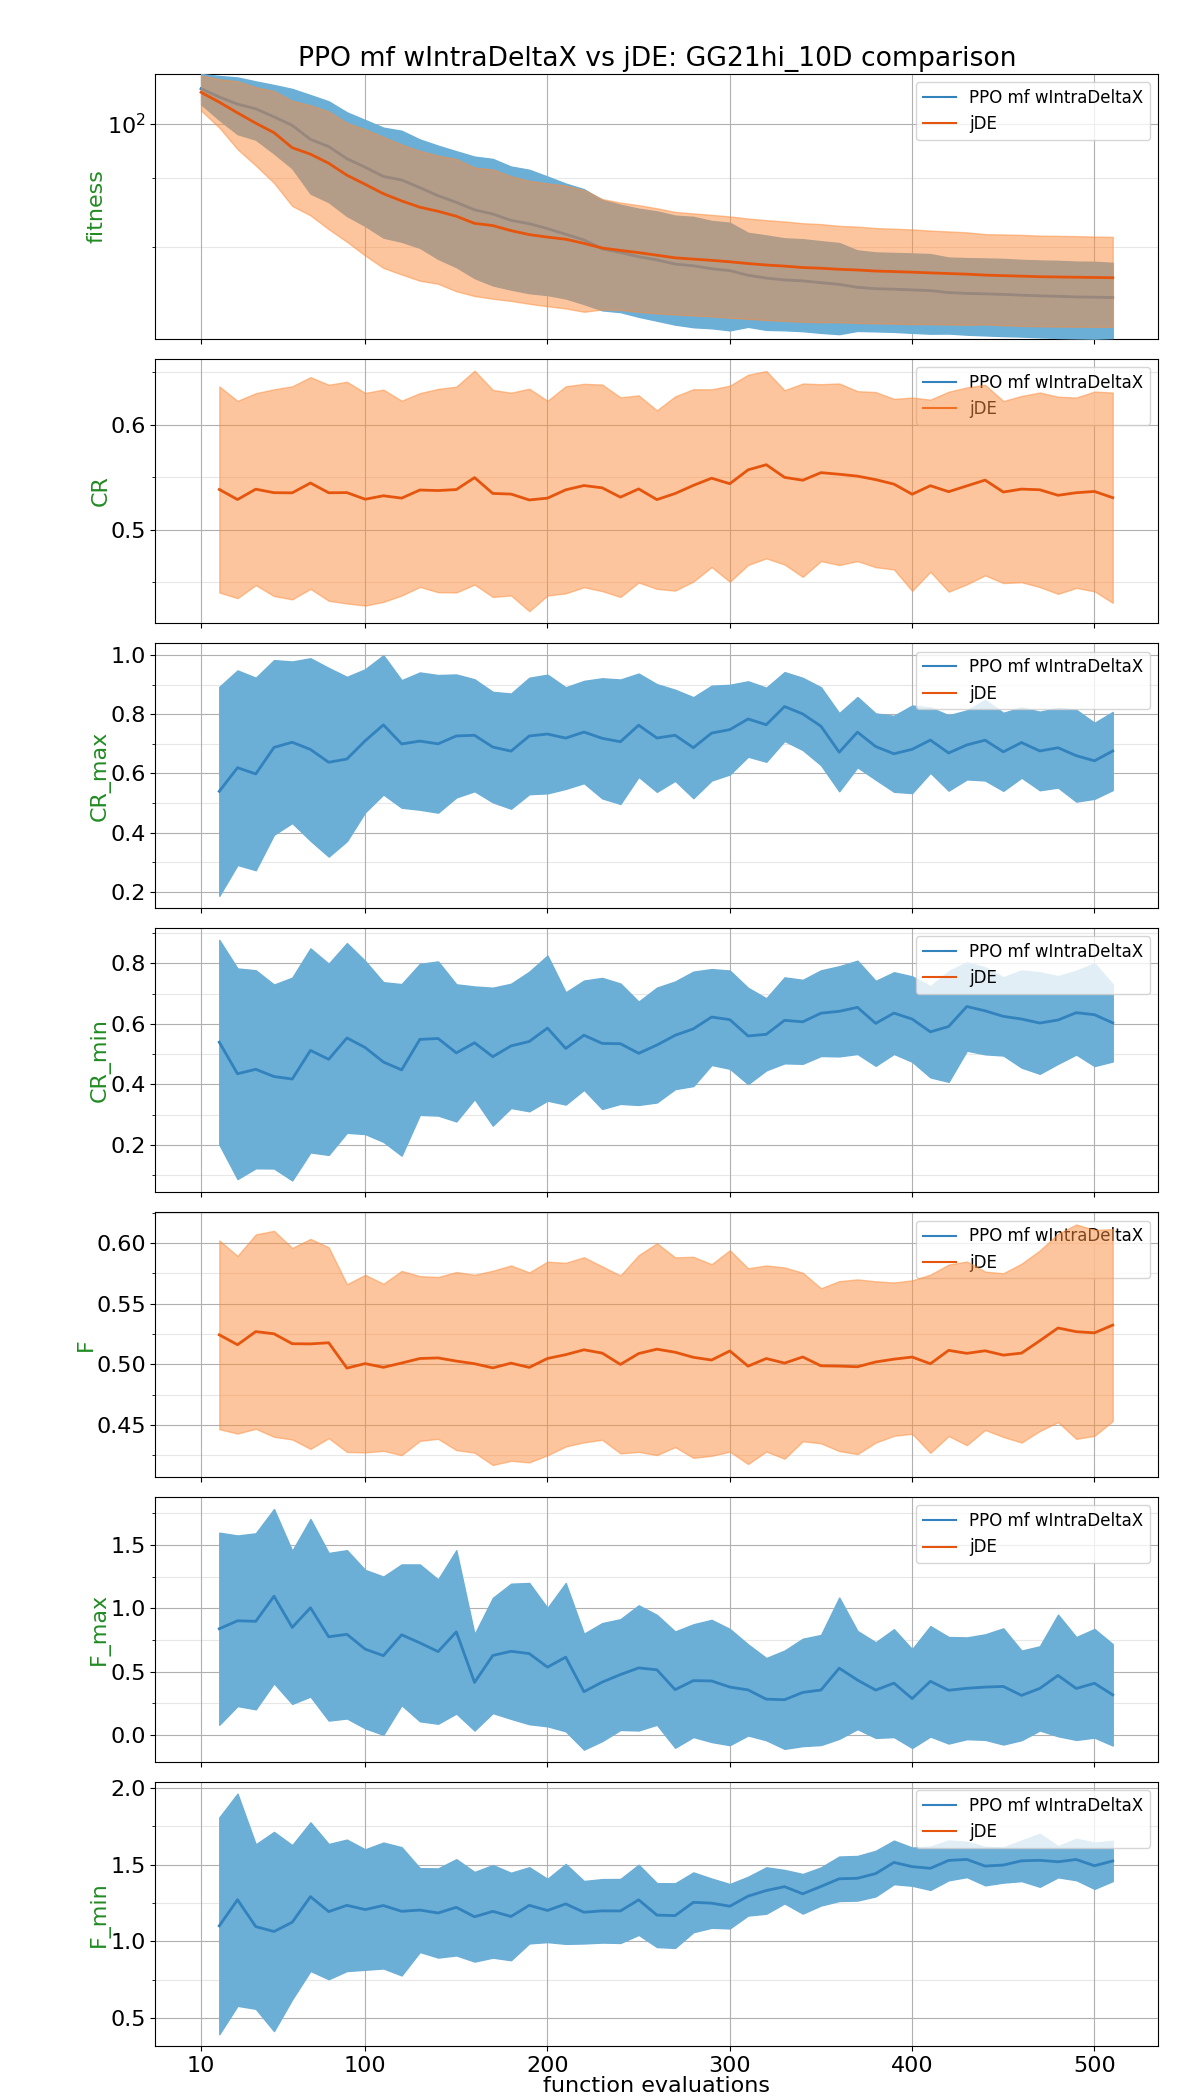 PPO mf wIntraDeltaX vs jDE: GG21hi_10D comparison
fitness
10²
PPO mf wIntraDeltaX
jDE
CR
0.6
0.5
PPO mf wIntraDeltaX
jDE
CR_max
1.0
0.8
0.6
0.4
0.2
PPO mf wIntraDeltaX
jDE
CR_min
0.8
0.6
0.4
0.2
PPO mf wIntraDeltaX
jDE
F
0.60
0.55
0.50
0.45
PPO mf wIntraDeltaX
jDE
F_max
1.5
1.0
0.5
0.0
PPO mf wIntraDeltaX
jDE
F_min
2.0
1.5
1.0
0.5
PPO mf wIntraDeltaX
jDE
10 100 200 300 400 500
function evaluations